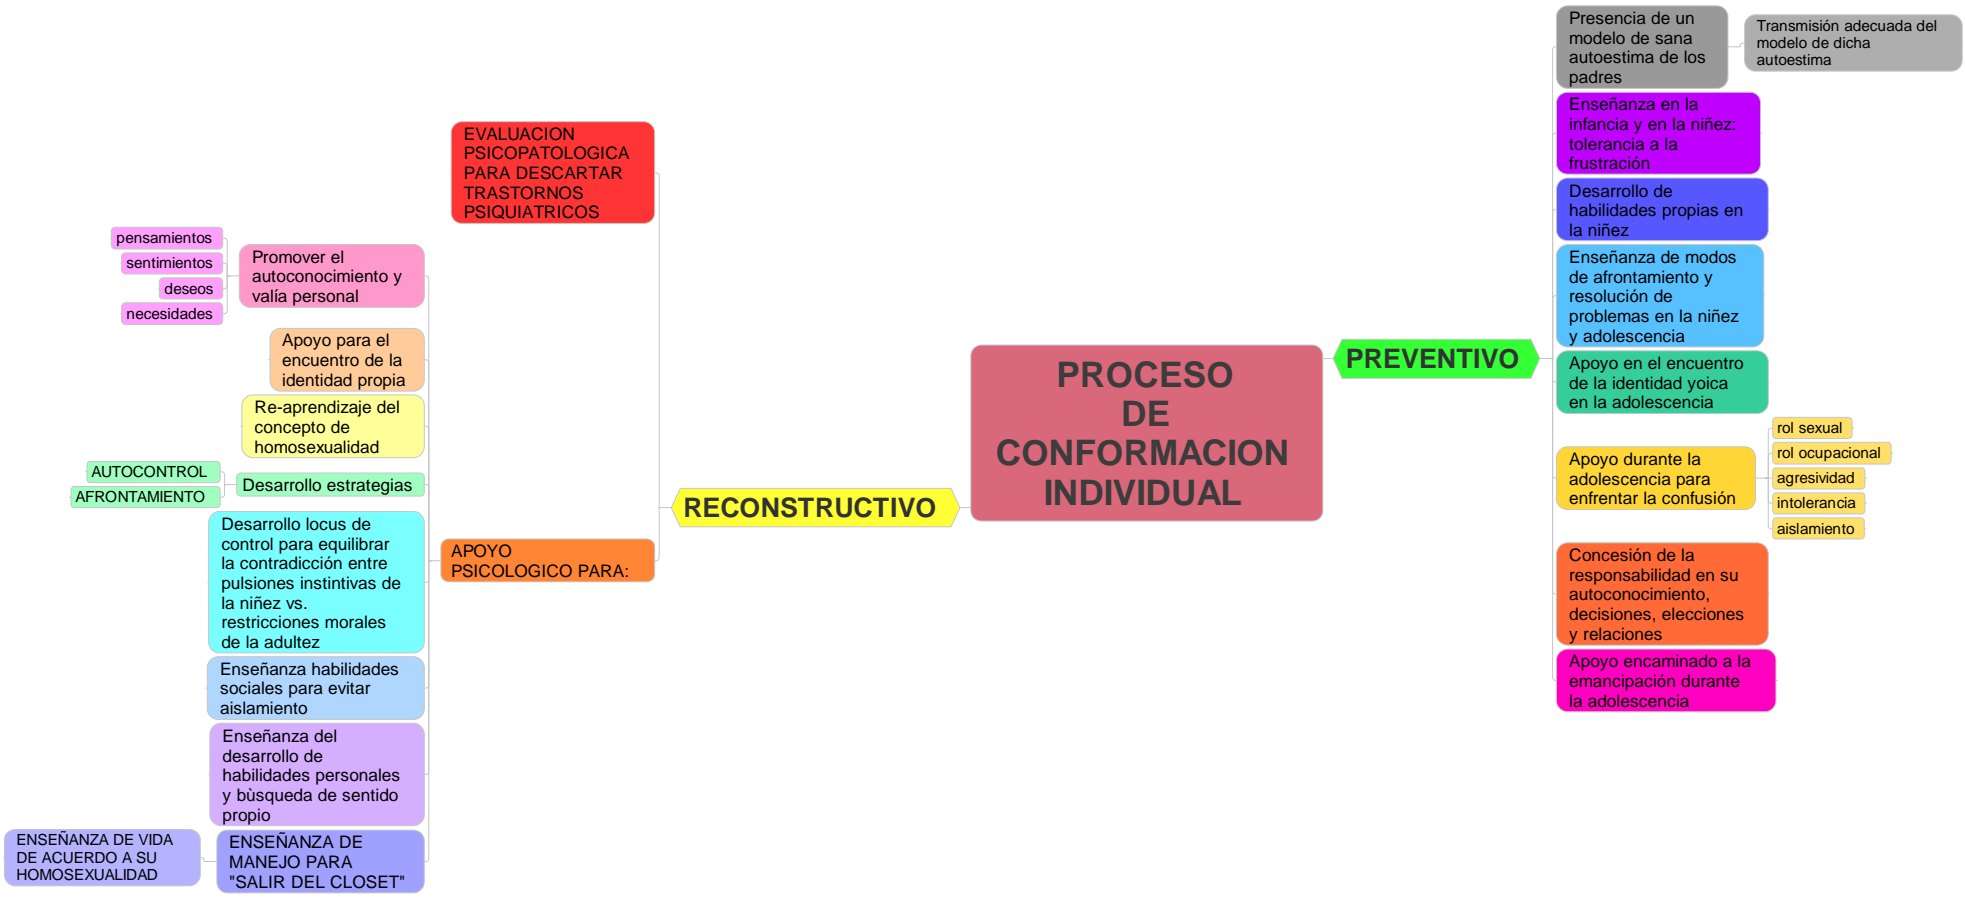 PROCESO
DE
CONFORMACION
INDIVIDUAL
PREVENTIVO
Presencia de un
modelo de sana
autoestima de los
padres
Transmisión adecuada del
modelo de dicha
autoestima
Enseñanza en la
infancia y en la niñez:
tolerancia a la
frustración
Desarrollo de
habilidades propias en
la niñez
Enseñanza de modos
de afrontamiento y
resolución de
problemas en la niñez
y adolescencia
Apoyo en el encuentro
de la identidad yoica
en la adolescencia
Apoyo durante la
adolescencia para
enfrentar la confusión
rol sexual
rol ocupacional
agresividad
intolerancia
aislamiento
Concesión de la
responsabilidad en su
autoconocimiento,
decisiones, elecciones
y relaciones
Apoyo encaminado a la
emancipación durante
la adolescencia
RECONSTRUCTIVO
EVALUACION
PSICOPATOLOGICA
PARA DESCARTAR
TRASTORNOS
PSIQUIATRICOS
APOYO
PSICOLOGICO PARA:
Promover el
autoconocimiento y
valía personal
pensamientos
sentimientos
deseos
necesidades
Apoyo para el
encuentro de la
identidad propia
Re-aprendizaje del
concepto de
homosexualidad
Desarrollo estrategias
AUTOCONTROL
AFRONTAMIENTO
Desarrollo locus de
control para equilibrar
la contradicción entre
pulsiones instintivas de
la niñez vs.
restricciones morales
de la adultez
Enseñanza habilidades
sociales para evitar
aislamiento
Enseñanza del
desarrollo de
habilidades personales
y bùsqueda de sentido
propio
ENSEÑANZA DE
MANEJO PARA
"SALIR DEL CLOSET"
ENSEÑANZA DE VIDA
DE ACUERDO A SU
HOMOSEXUALIDAD